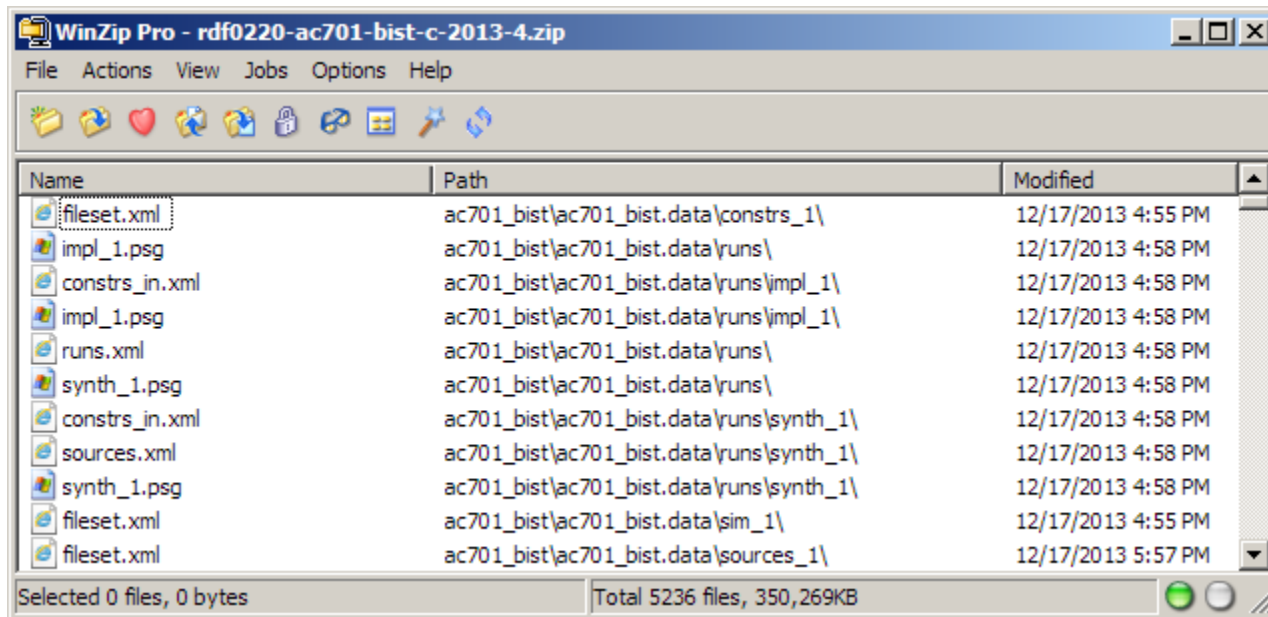 WinZip Pro - rdf0220-ac701-bist-c-2013-4.zip
File Actions View Jobs Options Help
Name Path Modified
fileset.xml ac701_bist\ac701_bist.data\constrs_1\ 12/17/2013 4:55 PM
impl_1.psg ac701_bist\ac701_bist.data\runs\ 12/17/2013 4:58 PM
constrs_in.xml ac701_bist\ac701_bist.data\runs\impl_1\ 12/17/2013 4:58 PM
impl_1.psg ac701_bist\ac701_bist.data\runs\impl_1\ 12/17/2013 4:58 PM
runs.xml ac701_bist\ac701_bist.data\runs\ 12/17/2013 4:58 PM
synth_1.psg ac701_bist\ac701_bist.data\runs\ 12/17/2013 4:58 PM
constrs_in.xml ac701_bist\ac701_bist.data\runs\synth_1\ 12/17/2013 4:58 PM
sources.xml ac701_bist\ac701_bist.data\runs\synth_1\ 12/17/2013 4:58 PM
synth_1.psg ac701_bist\ac701_bist.data\runs\synth_1\ 12/17/2013 4:58 PM
fileset.xml ac701_bist\ac701_bist.data\sim_1\ 12/17/2013 4:55 PM
fileset.xml ac701_bist\ac701_bist.data\sources_1\ 12/17/2013 5:57 PM
Selected 0 files, 0 bytes Total 5236 files, 350,269KB